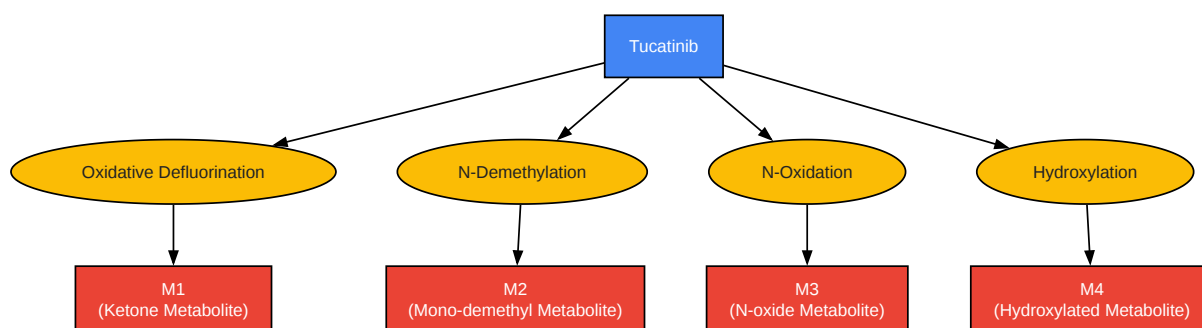 Tucatinib
Oxidative Defluorination
N-Demethylation
N-Oxidation
Hydroxylation
M1
(Ketone Metabolite)
M2
(Mono-demethyl Metabolite)
M3
(N-oxide Metabolite)
M4
(Hydroxylated Metabolite)